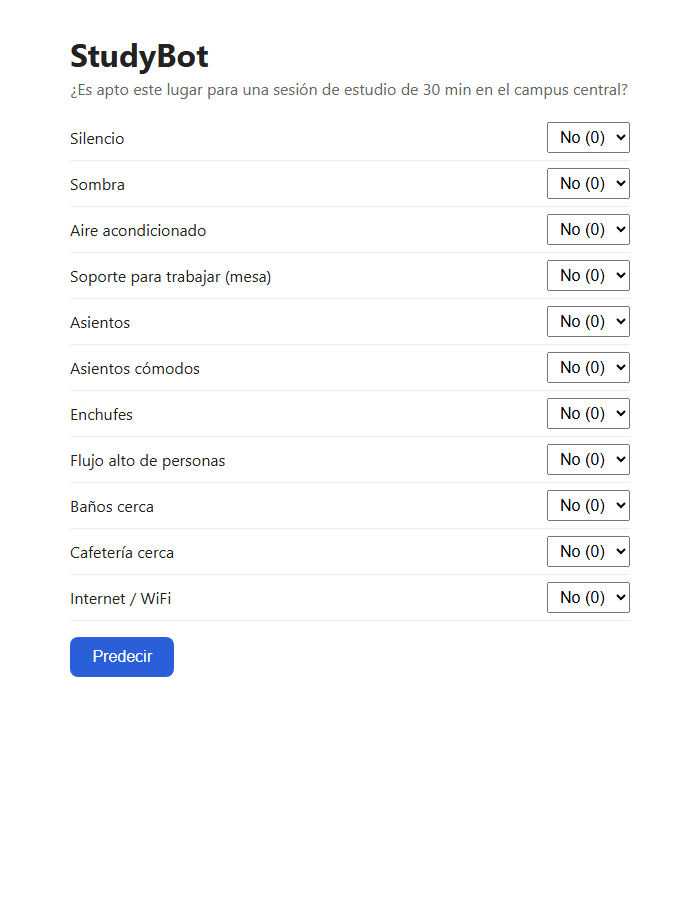 StudyBot
¿Es apto este lugar para una sesión de estudio de 30 min en el campus central?
Silencio No (0)
Sombra No (0)
Aire acondicionado No (0)
Soporte para trabajar (mesa) No (0)
Asientos No (0)
Asientos cómodos No (0)
Enchufes No (0)
Flujo alto de personas No (0)
Baños cerca No (0)
Cafetería cerca No (0)
Internet / WiFi No (0)
Predecir